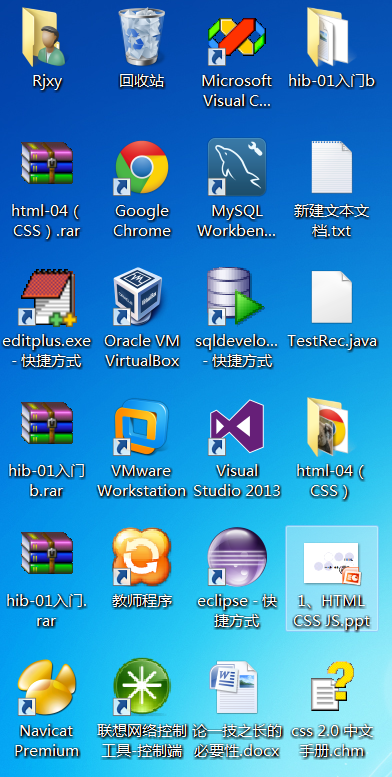 Rjxy
回收站
Microsoft
Visual C...
hib-01入门b
html-04（
CSS）.rar
Google
Chrome
MySQL
Workben...
新建文本文
档.txt
editplus.exe
- 快捷方式
Oracle VM
VirtualBox
sqldevelo...
- 快捷方式
TestRec.java
hib-01入门
b.rar
VMware
Workstation
Visual
Studio 2013
html-04（
CSS）
hib-01入门.
rar
教师程序
eclipse - 快
捷方式
1、HTML
CSS JS.ppt
Navicat
Premium
联想网络控制
工具-控制端
论一技之长的
必要性.docx
css 2.0 中文
手册.chm